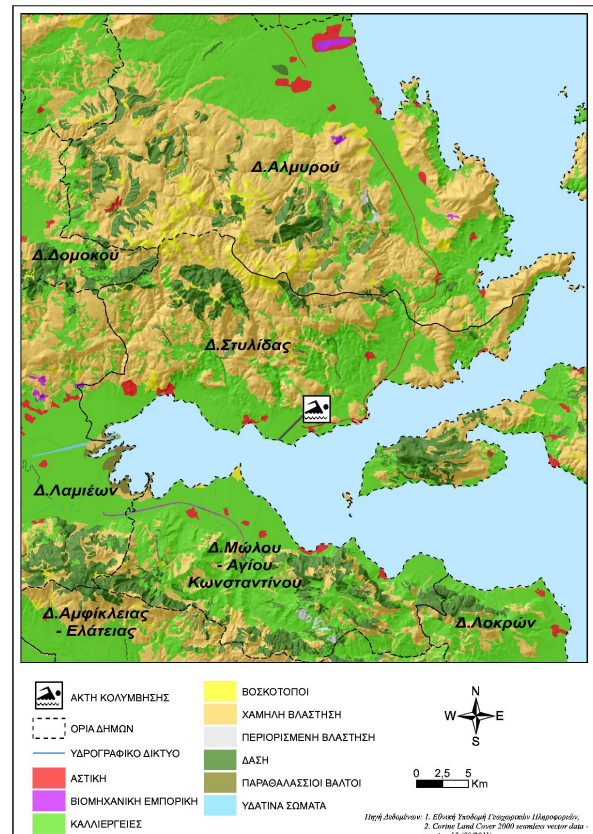 Δ.Αλμυρού
Δ.Δομοκού
Δ.Στυλίδας
Δ.Λαμιέων
Δ.Μώλου
- Αγίου
Κωνσταντίνου
Δ.Αμφίκλειας
- Ελάτειας
Δ.Λοκρών
ΑΚΤΗ ΚΟΛΥΜΒΗΣΗΣ
ΟΡΙΑ ΔΗΜΩΝ
ΥΔΡΟΓΡΑΦΙΚΟ ΔΙΚΤΥΟ
ΑΣΤΙΚΗ
ΒΙΟΜΗΧΑΝΙΚΗ ΕΜΠΟΡΙΚΗ
ΚΑΛΛΙΕΡΓΕΙΕΣ
ΒΟΣΚΟΤΟΠΟΙ
ΧΑΜΗΛΗ ΒΛΑΣΤΗΣΗ
ΠΕΡΙΟΡΙΣΜΕΝΗ ΒΛΑΣΤΗΣΗ
ΔΑΣΗ
ΠΑΡΑΘΑΛΑΣΣΙΟΙ ΒΑΛΤΟΙ
ΥΔΑΤΙΝΑ ΣΩΜΑΤΑ
N
W E
S
0 2,5 5
Km
Πηγή Δεδομένων: 1. Εθνική Υποδομή Γεωχωρικών Πληροφοριών,
2. Corine Land Cover 2000 seamless vector data -